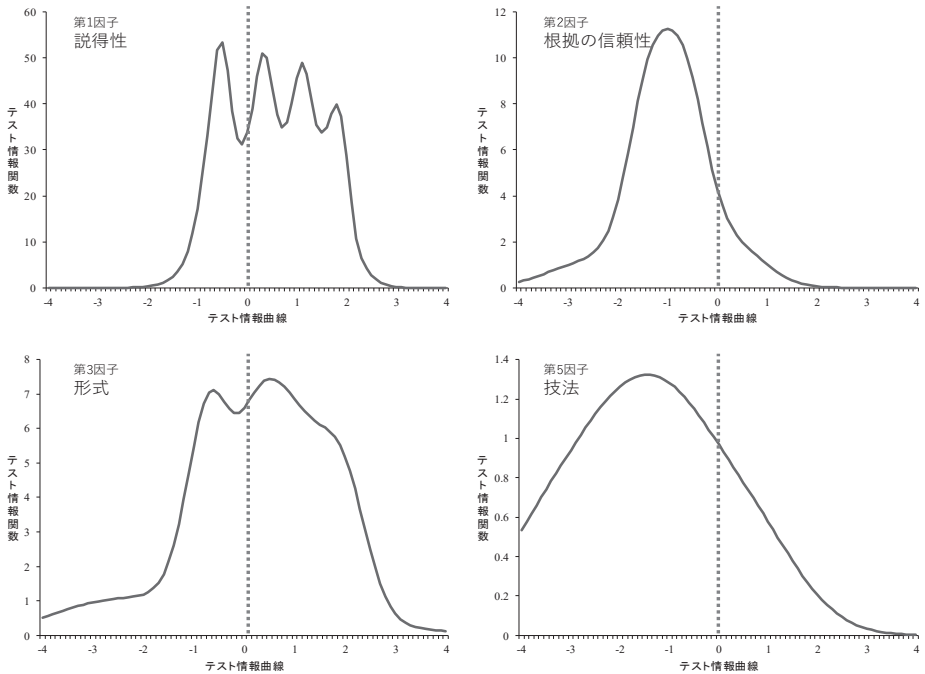 第1因子
説得性
60
50
40
30
20
10
0
テスト情報関数
-4 -3 -2 -1 0 1 2 3 4
テスト情報曲線
第2因子
根拠の信頼性
12
10
8
6
4
2
0
テスト情報関数
-4 -3 -2 -1 0 1 2 3 4
テスト情報曲線
第3因子
形式
8
7
6
5
4
3
2
1
0
テスト情報関数
-4 -3 -2 -1 0 1 2 3 4
テスト情報曲線
第5因子
技法
1.4
1.2
1
0.8
0.6
0.4
0.2
0
テスト情報関数
-4 -3 -2 -1 0 1 2 3 4
テスト情報曲線